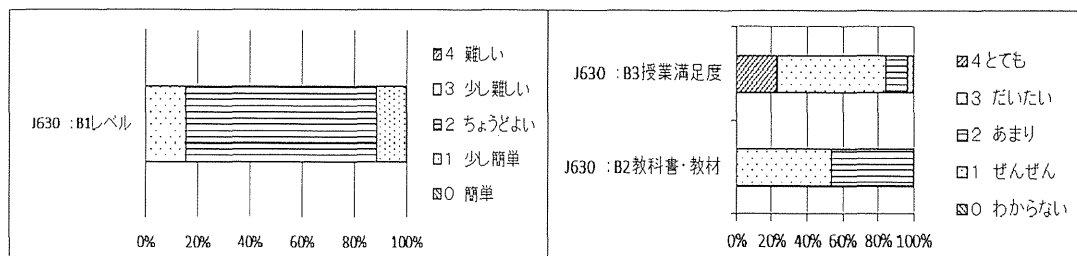 J630 :B1レベル
4 難しい
3 少し難しい
2 ちょうどよい
1 少し簡単
0 簡単
0% 20% 40% 60% 80% 100%
J630 :B3授業満足度
J630 :B2教科書・教材
4とても
3 だいたい
2 あまり
1 ぜんぜん
0 わからない
0% 20% 40% 60% 80% 100%